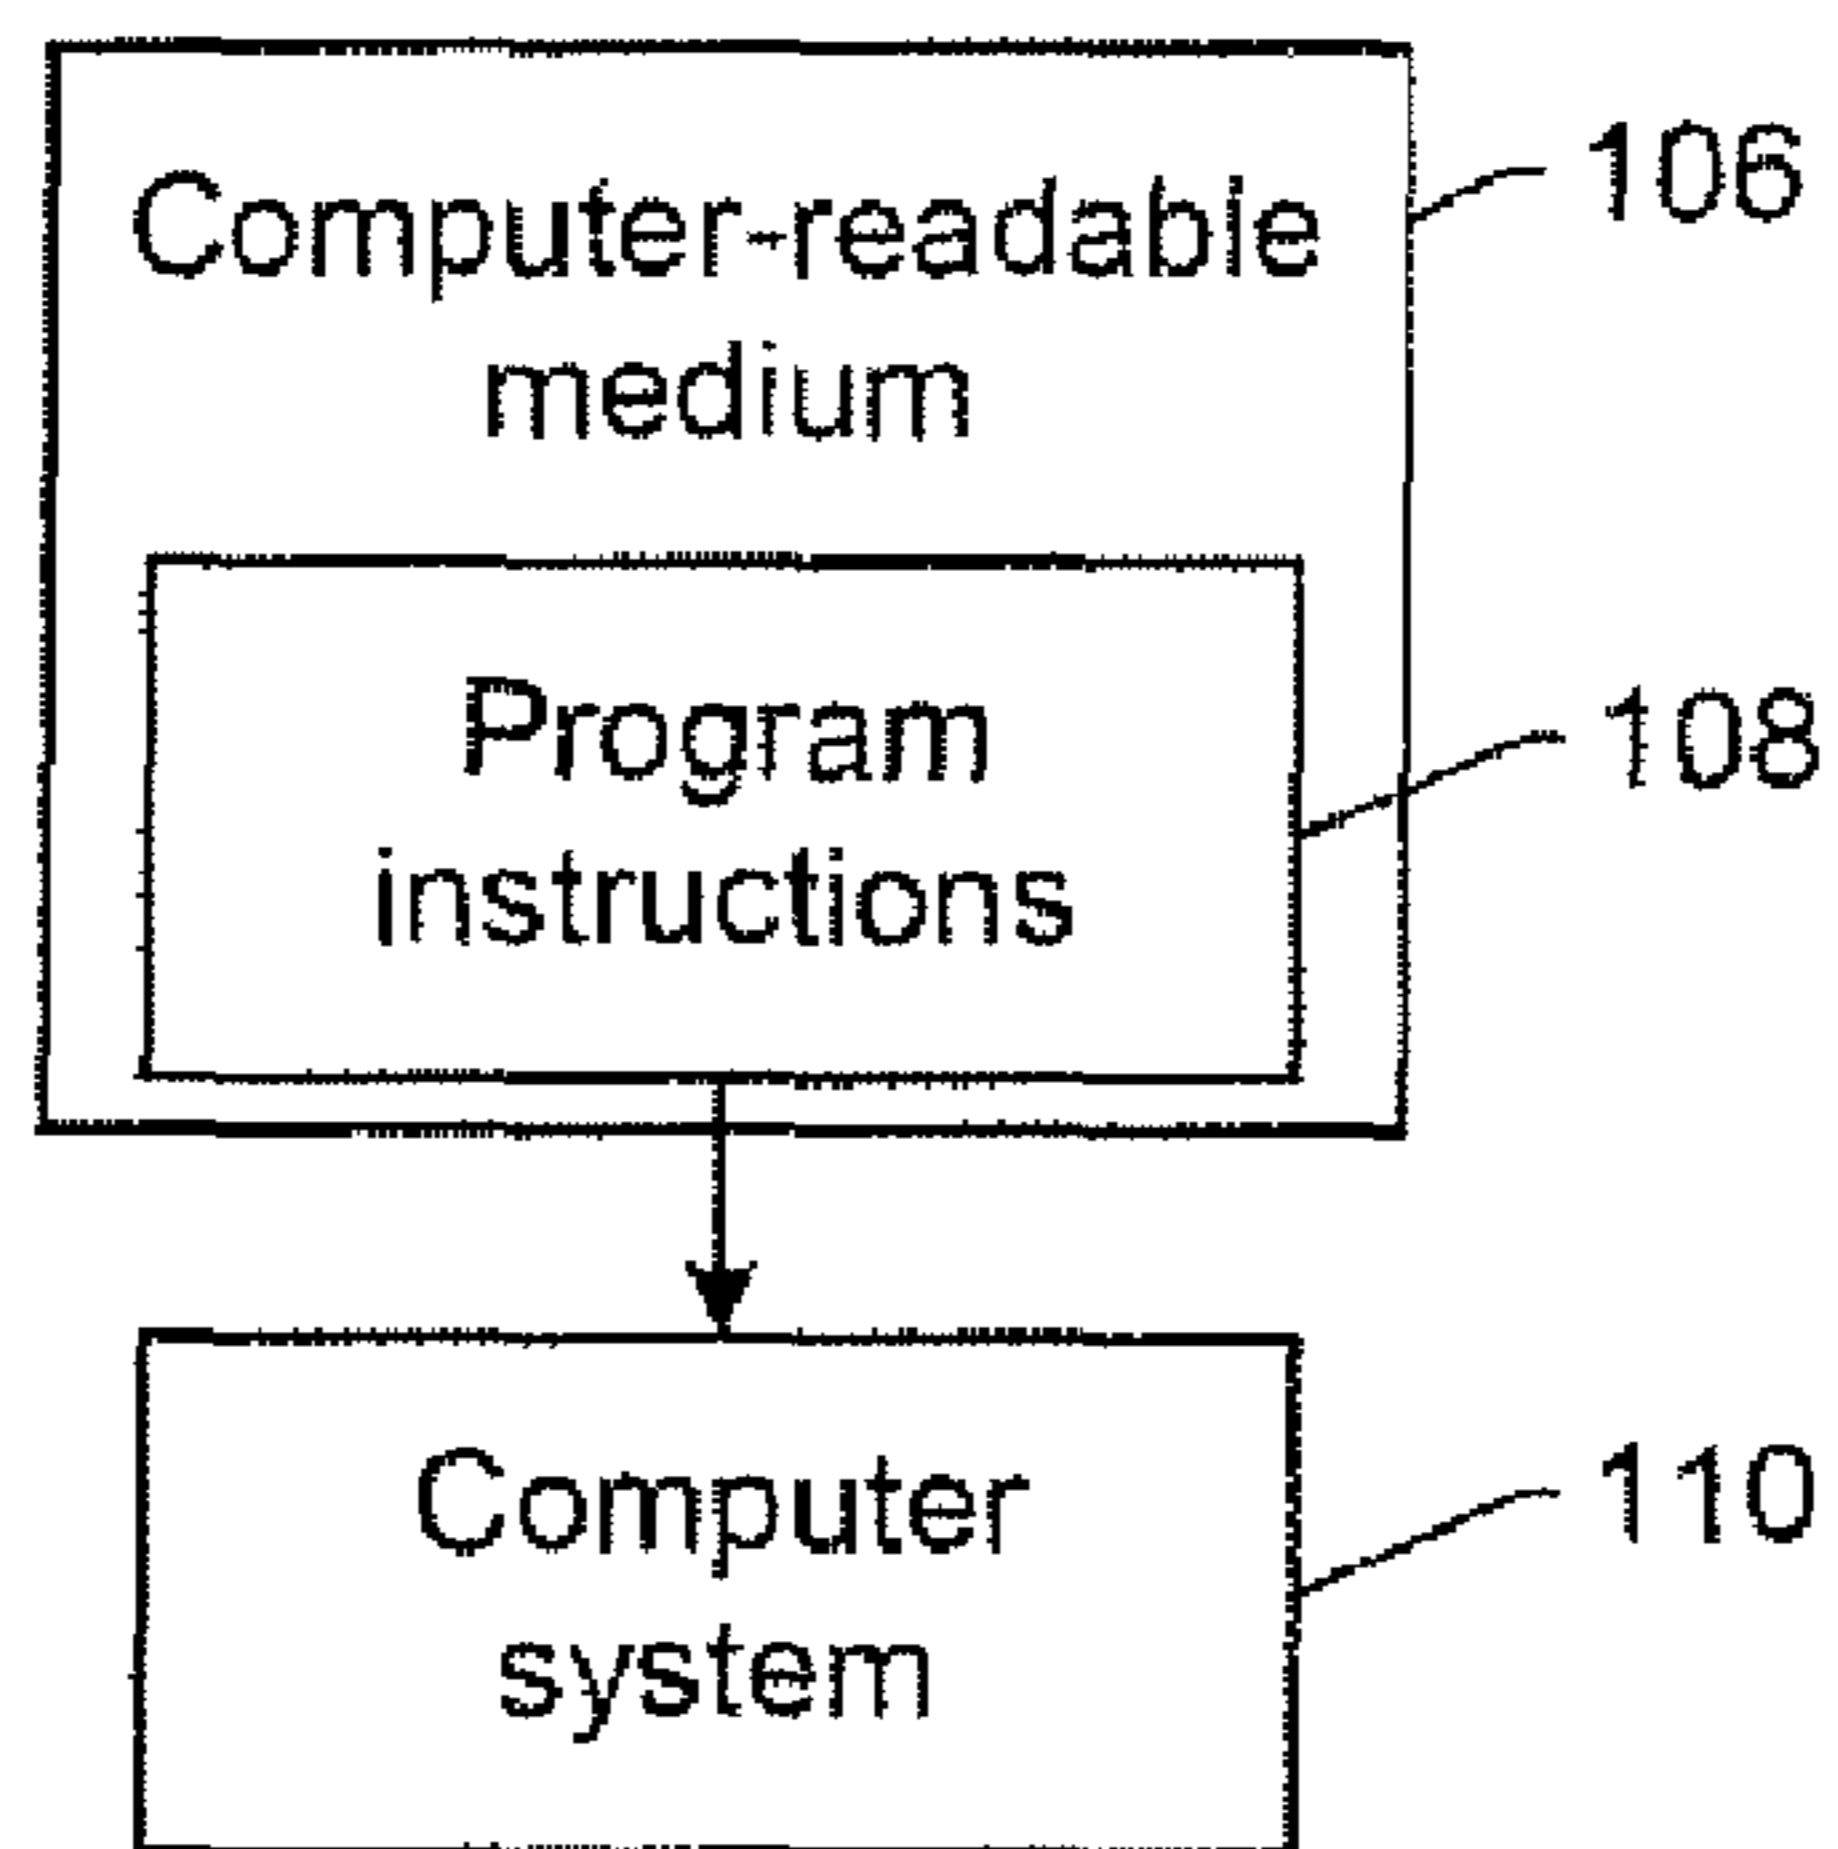 Computer-readable
medium
106
Program
instructions
108
Computer
system
110